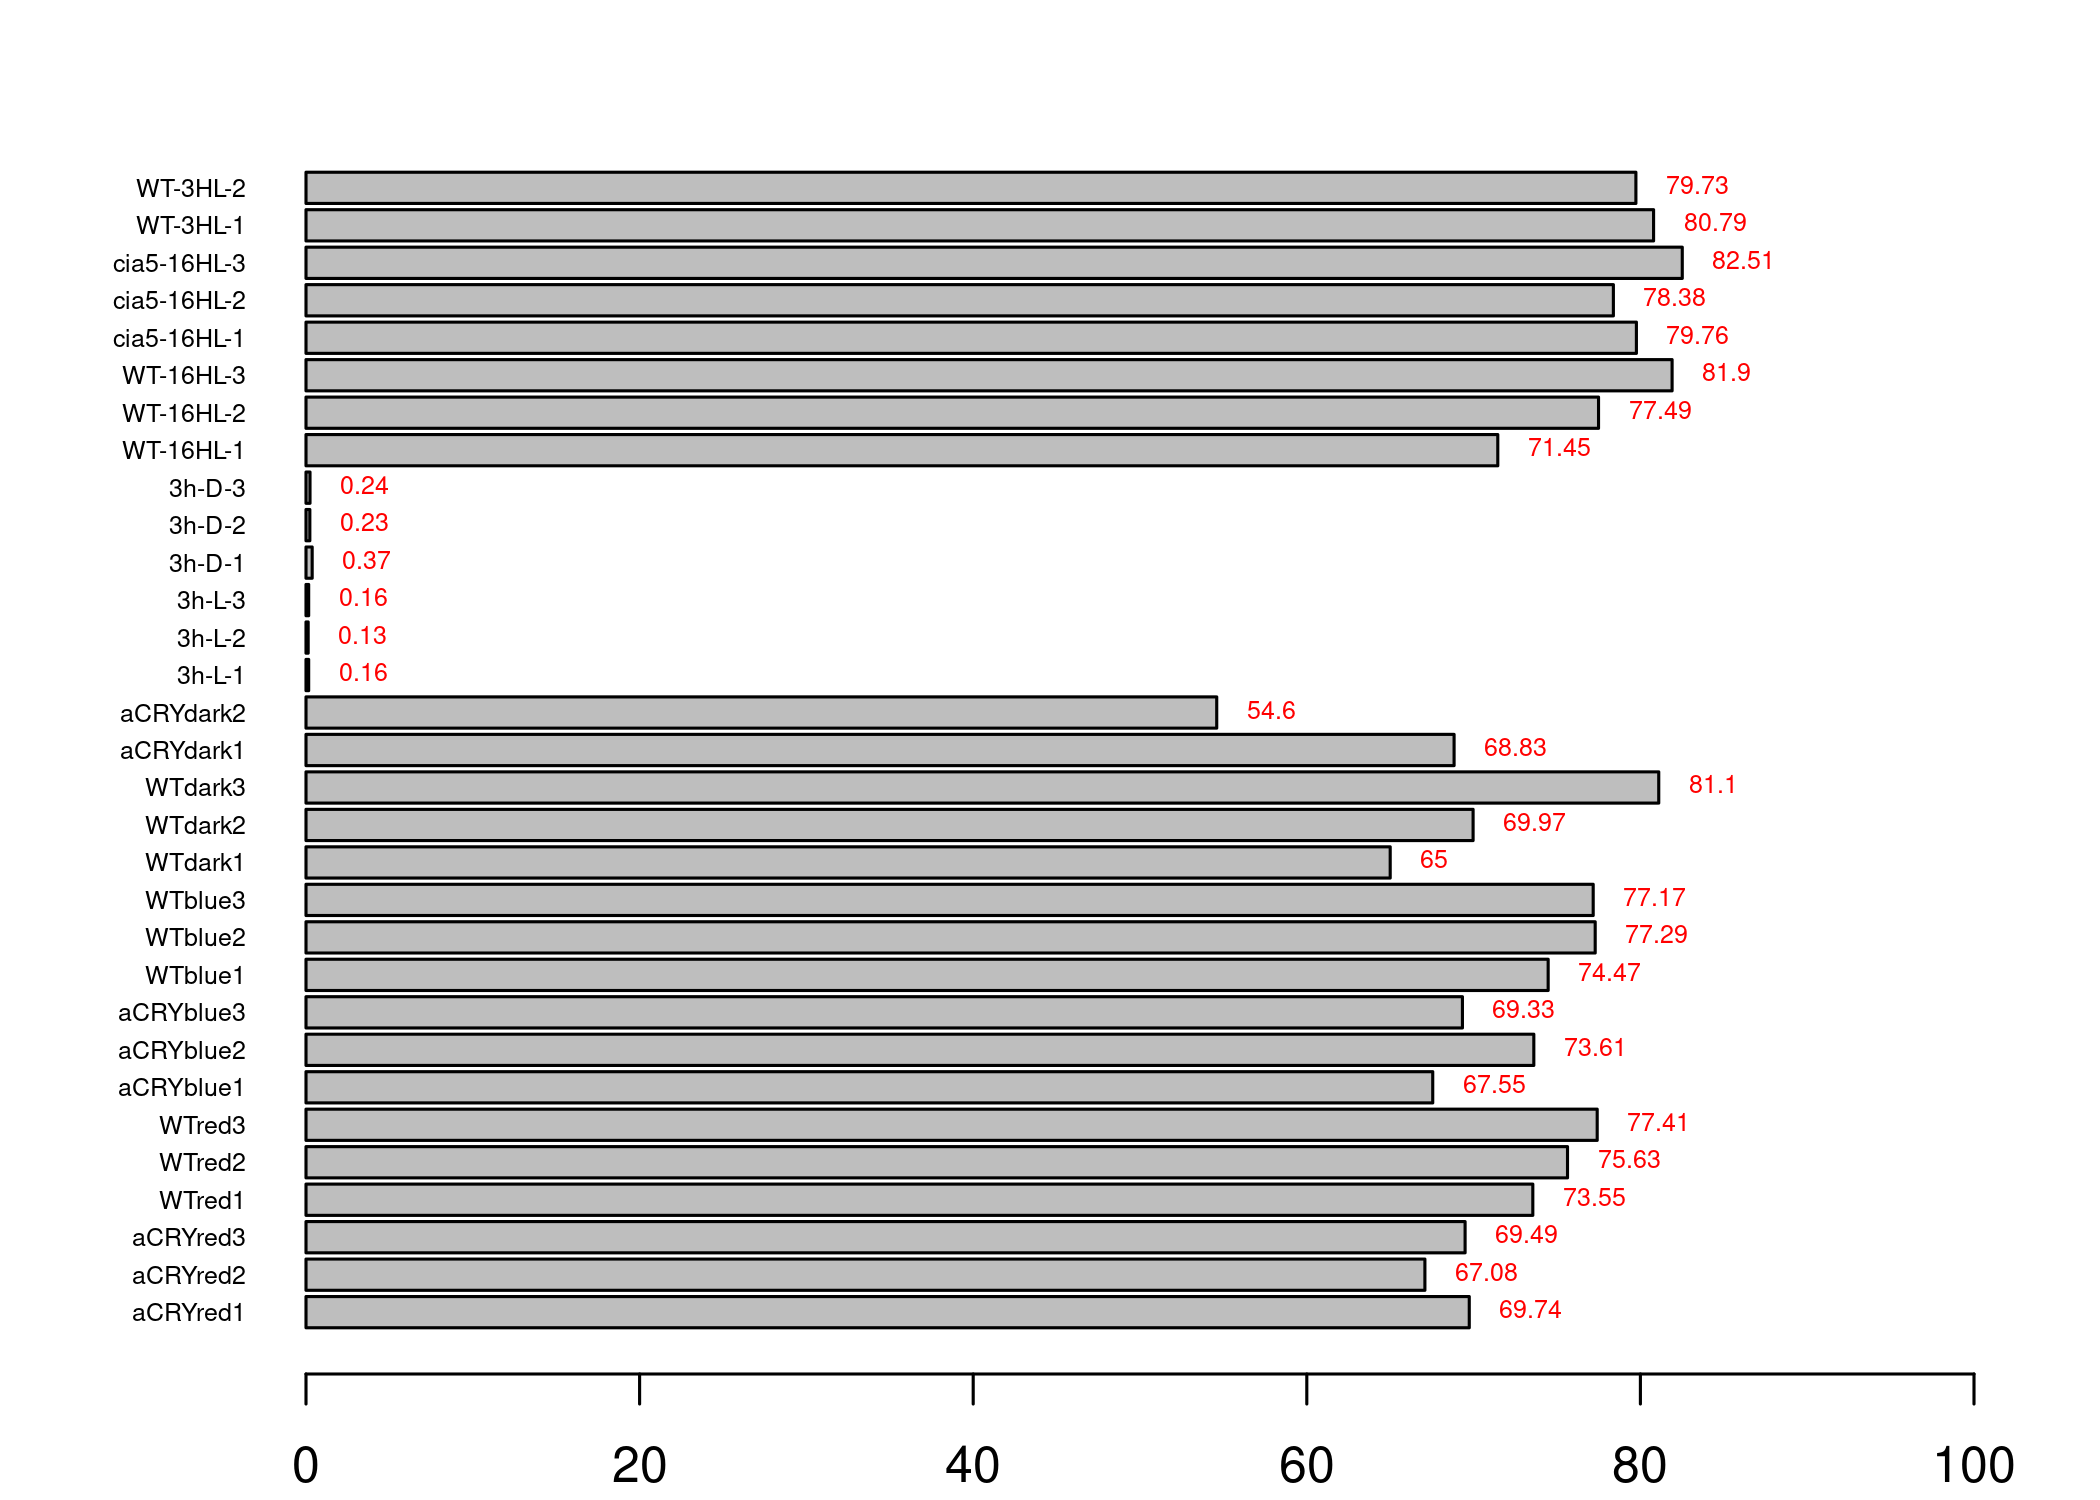 WT-3HL-2 79.73
WT-3HL-1 80.79
cia5-16HL-3 82.51
cia5-16HL-2 78.38
cia5-16HL-1 79.76
WT-16HL-3 81.9
WT-16HL-2 77.49
WT-16HL-1 71.45
3h-D-3 0.24
3h-D-2 0.23
3h-D-1 0.37
3h-L-3 0.16
3h-L-2 0.13
3h-L-1 0.16
aCRYdark2 54.6
aCRYdark1 68.83
WTdark3 81.1
WTdark2 69.97
WTdark1 65
WTblue3 77.17
WTblue2 77.29
WTblue1 74.47
aCRYblue3 69.33
aCRYblue2 73.61
aCRYblue1 67.55
WTred3 77.41
WTred2 75.63
WTred1 73.55
aCRYred3 69.49
aCRYred2 67.08
aCRYred1 69.74
0 20 40 60 80 100